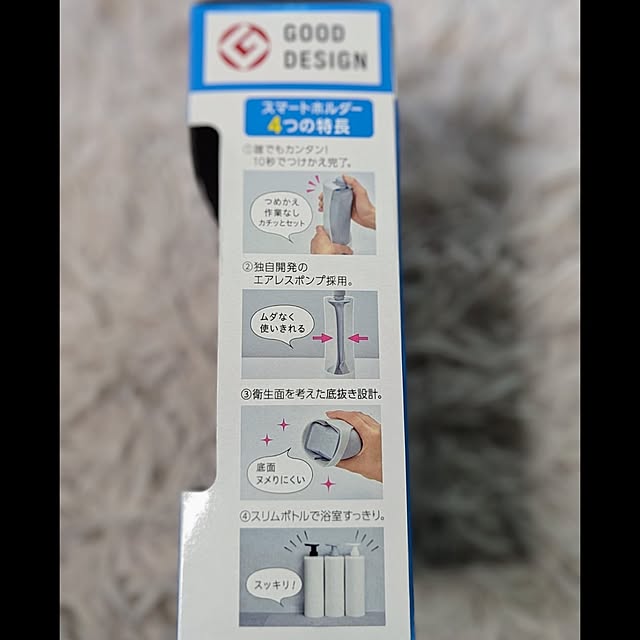 GOOD
DESIGN
スマートホルダー
4つの特長
①誰でもカンタン!
10秒でつけかえ完了。
つめかえ
作業なし
カチッとセット
②独自開発の
エアレスポンプ採用。
ムダなく
使いきれる
③衛生面を考えた底抜き設計。
底面
ヌメりにくい
④スリムボトルで浴室すっきり。
スッキリ!